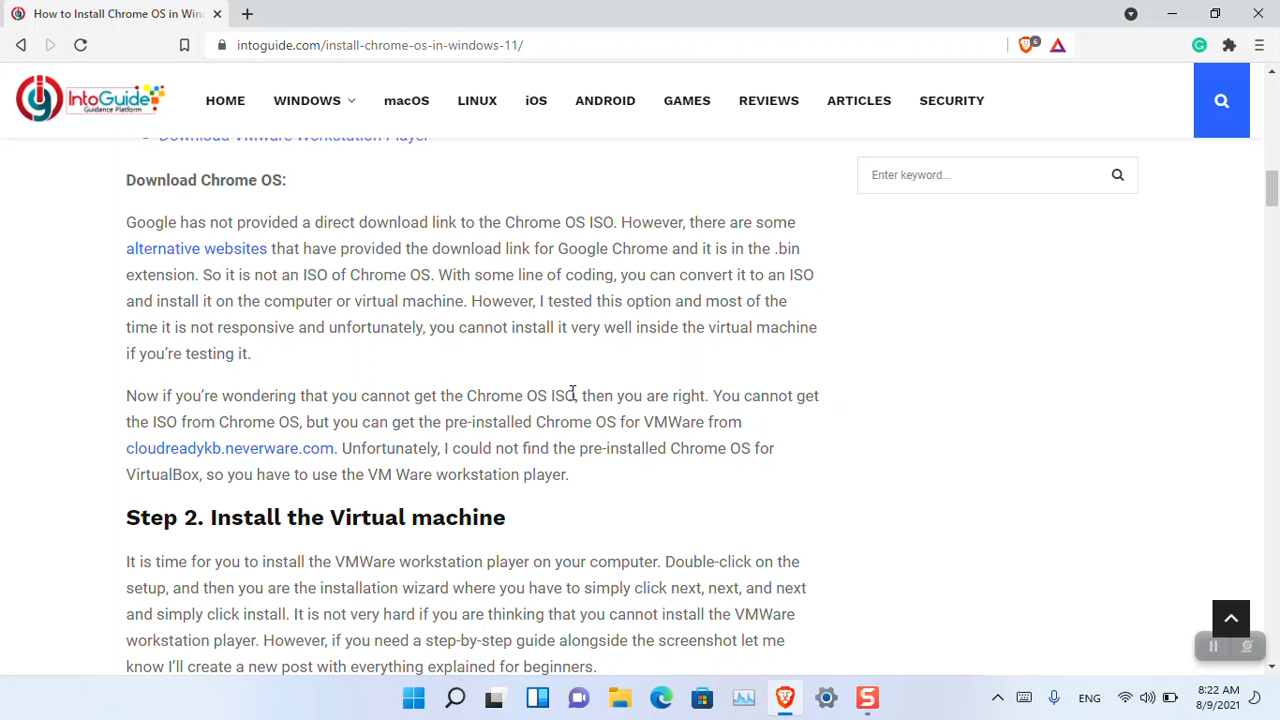 How to Install Chrome OS in Win
intoguide.com/install-chrome-os-in-windows-11/
6
IntoGuide
Guidance Platform
HOME WINDOWS macOS LINUX iOS ANDROID GAMES REVIEWS ARTICLES SECURITY
Download VMware Workstation Player
Enter keyword...
Download Chrome OS:
Google has not provided a direct download link to the Chrome OS ISO. However, there are some
alternative websites that have provided the download link for Google Chrome and it is in the .bin
extension. So it is not an ISO of Chrome OS. With some line of coding, you can convert it to an ISO
and install it on the computer or virtual machine. However, I tested this option and most of the
time it is not responsive and unfortunately, you cannot install it very well inside the virtual machine
if you're testing it.
Now if you're wondering that you cannot get the Chrome OS ISO, then you are right. You cannot get
the ISO from Chrome OS, but you can get the pre-installed Chrome OS for VMWare from
cloudreadykb.neverware.com. Unfortunately, I could not find the pre-installed Chrome OS for
VirtualBox, so you have to use the VM Ware workstation player.
Step 2. Install the Virtual machine
It is time for you to install the VMWare workstation player on your computer. Double-click on the
setup, and then you are the installation wizard where you have to simply click next, next, and next
and simply click install. It is not very hard if you are thinking that you cannot install the VMWare
workstation player. However, if you need a step-by-step guide alongside the screenshot let me
know I'll create a new post with everything explained for beginners.
ENG
8:22 AM
8/9/2021